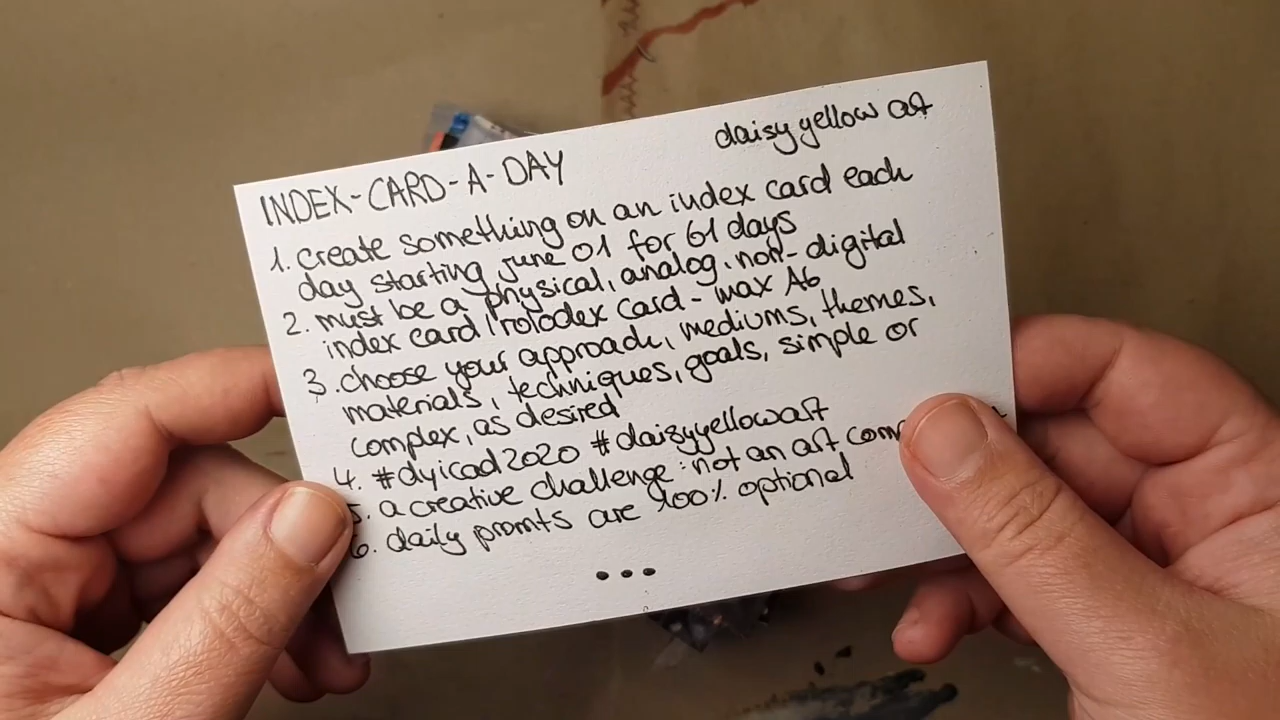 daisy yellow art
INDEX-CARD-A-DAY
1. create something on an index card each
day starting june 01 for 61 days
2. must be a physical, analog, non-digital
index card / rolodex card - max A6
3. choose your approach, mediums, themes,
materials, techniques, goals, simple or
complex, as desired
4. #dyicad2020 #daisyyellowart
5. a creative challenge: not an art
6. daily promts are 100% optional
...